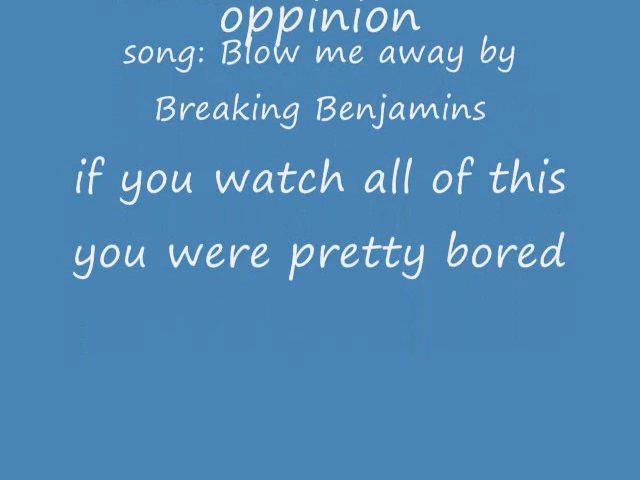 oppinion
song: Blow me away by
Breaking Benjamins
if you watch all of this
you were pretty bored